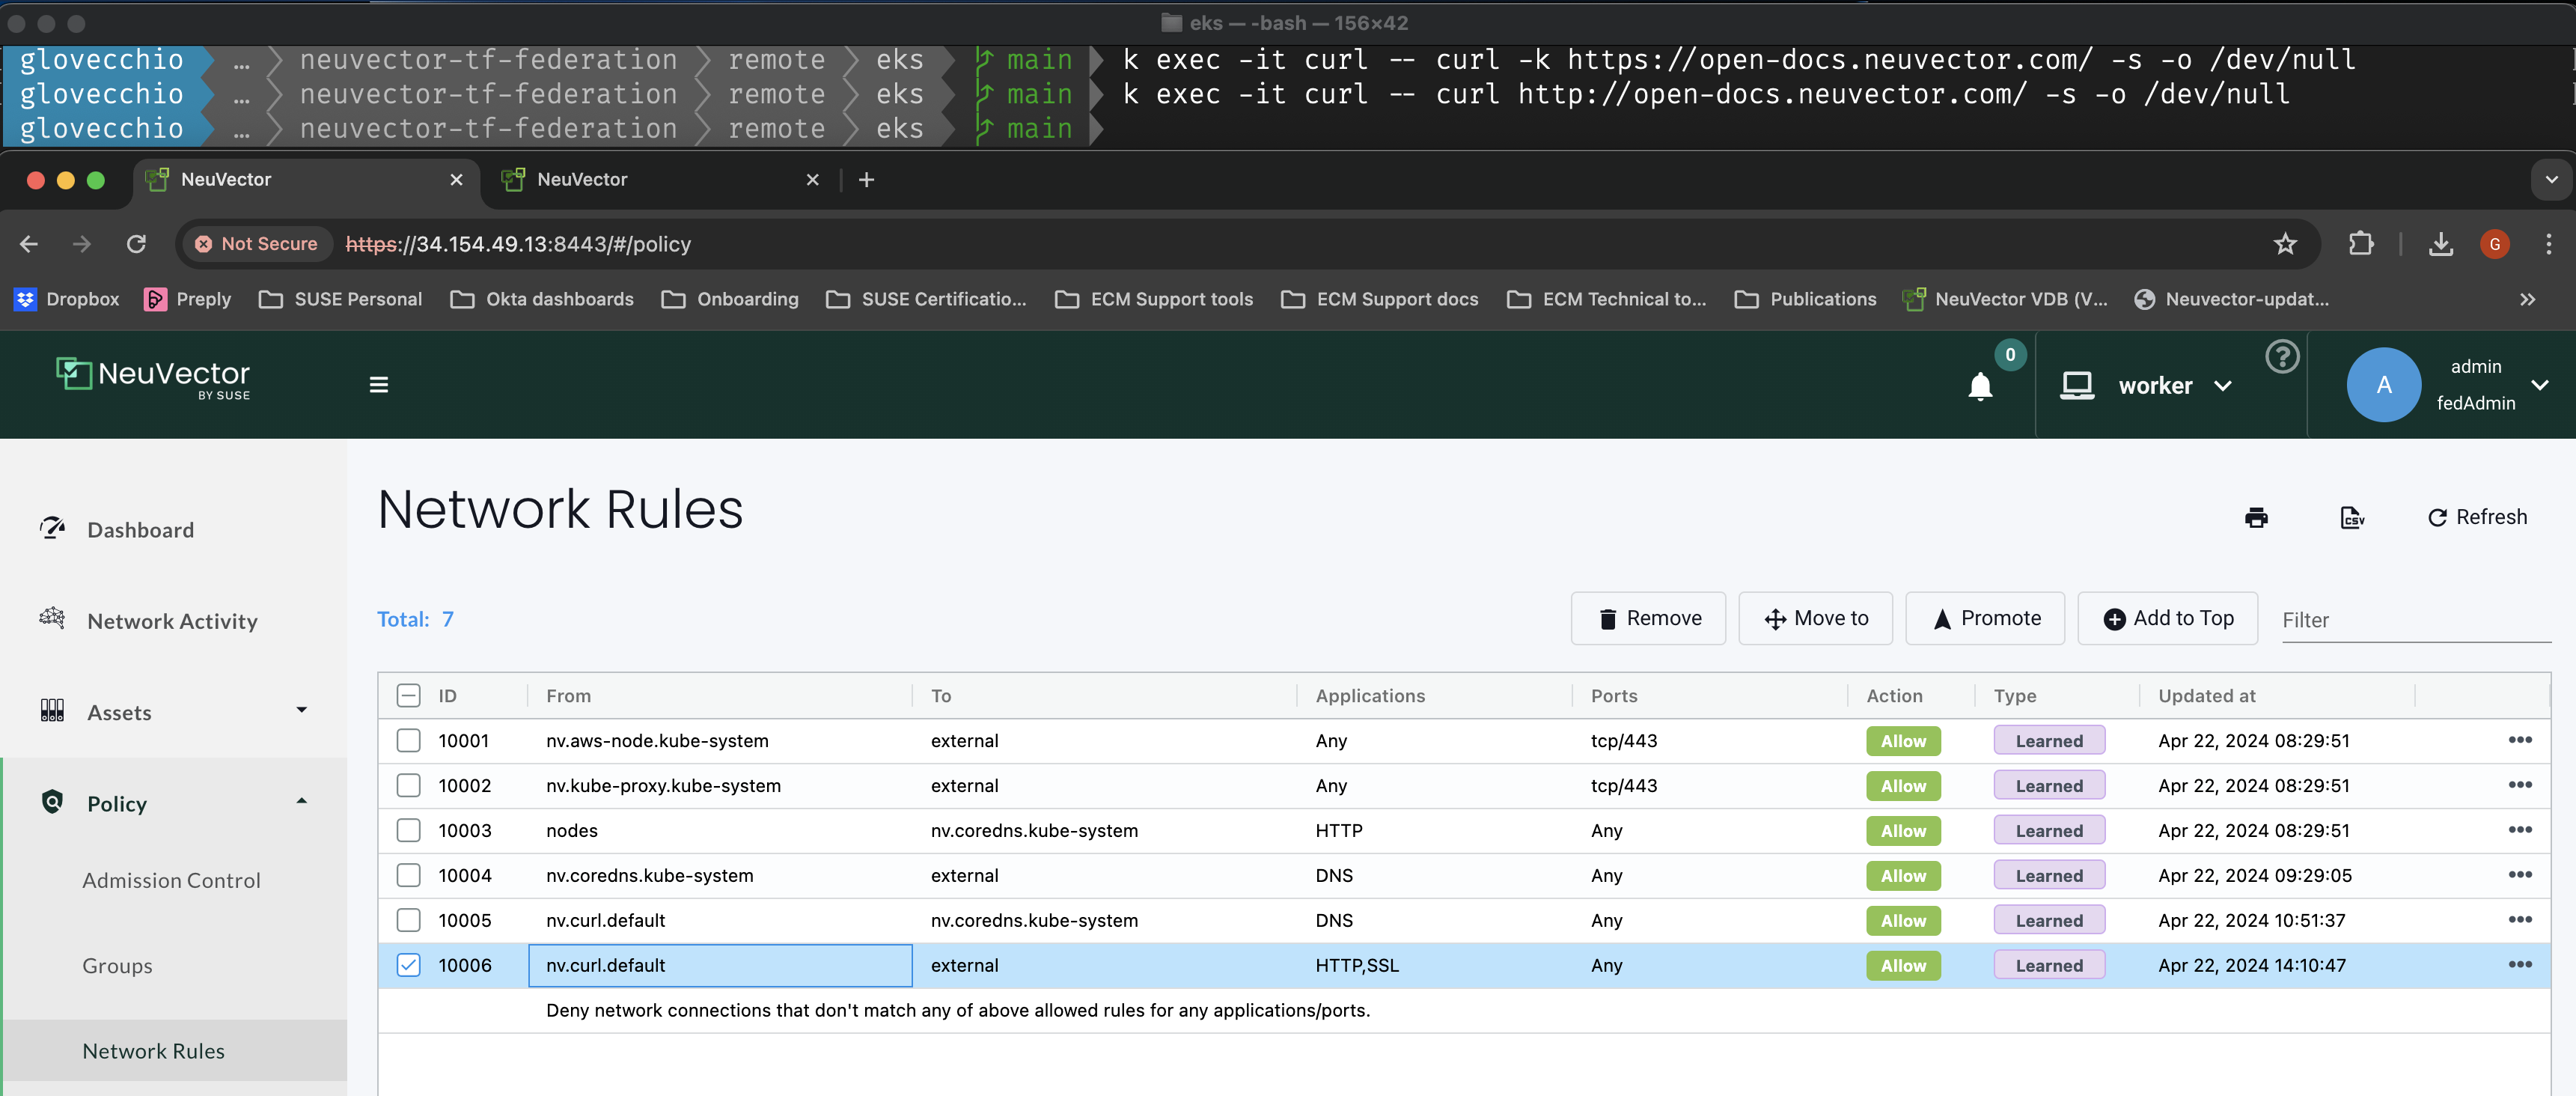 eks — -bash — 156×42
glovecchio … neuvector-tf-federation remote eks main k exec -it curl -- curl -k https://open-docs.neuvector.com/ -s -o /dev/null
glovecchio … neuvector-tf-federation remote eks main k exec -it curl -- curl http://open-docs.neuvector.com/ -s -o /dev/null
glovecchio … neuvector-tf-federation remote eks main
NeuVector NeuVector
Not Secure https://34.154.49.13:8443/#/policy G
Dropbox Preply SUSE Personal Okta dashboards Onboarding SUSE Certificatio... ECM Support tools ECM Support docs ECM Technical to... Publications NeuVector VDB (V... Neuvector-updat...
NeuVector
BY SUSE
0
worker
A
admin
fedAdmin
Dashboard
Network Activity
Assets
Policy
Admission Control
Groups
Network Rules
Network Rules
CSV
Refresh
Total: 7
Remove Move to Promote Add to Top Filter
ID From To Applications Ports Action Type Updated at
10001 nv.aws-node.kube-system external Any tcp/443 Allow Learned Apr 22, 2024 08:29:51
10002 nv.kube-proxy.kube-system external Any tcp/443 Allow Learned Apr 22, 2024 08:29:51
10003 nodes nv.coredns.kube-system HTTP Any Allow Learned Apr 22, 2024 08:29:51
10004 nv.coredns.kube-system external DNS Any Allow Learned Apr 22, 2024 09:29:05
10005 nv.curl.default nv.coredns.kube-system DNS Any Allow Learned Apr 22, 2024 10:51:37
10006 nv.curl.default external HTTP,SSL Any Allow Learned Apr 22, 2024 14:10:47
Deny network connections that don't match any of above allowed rules for any applications/ports.